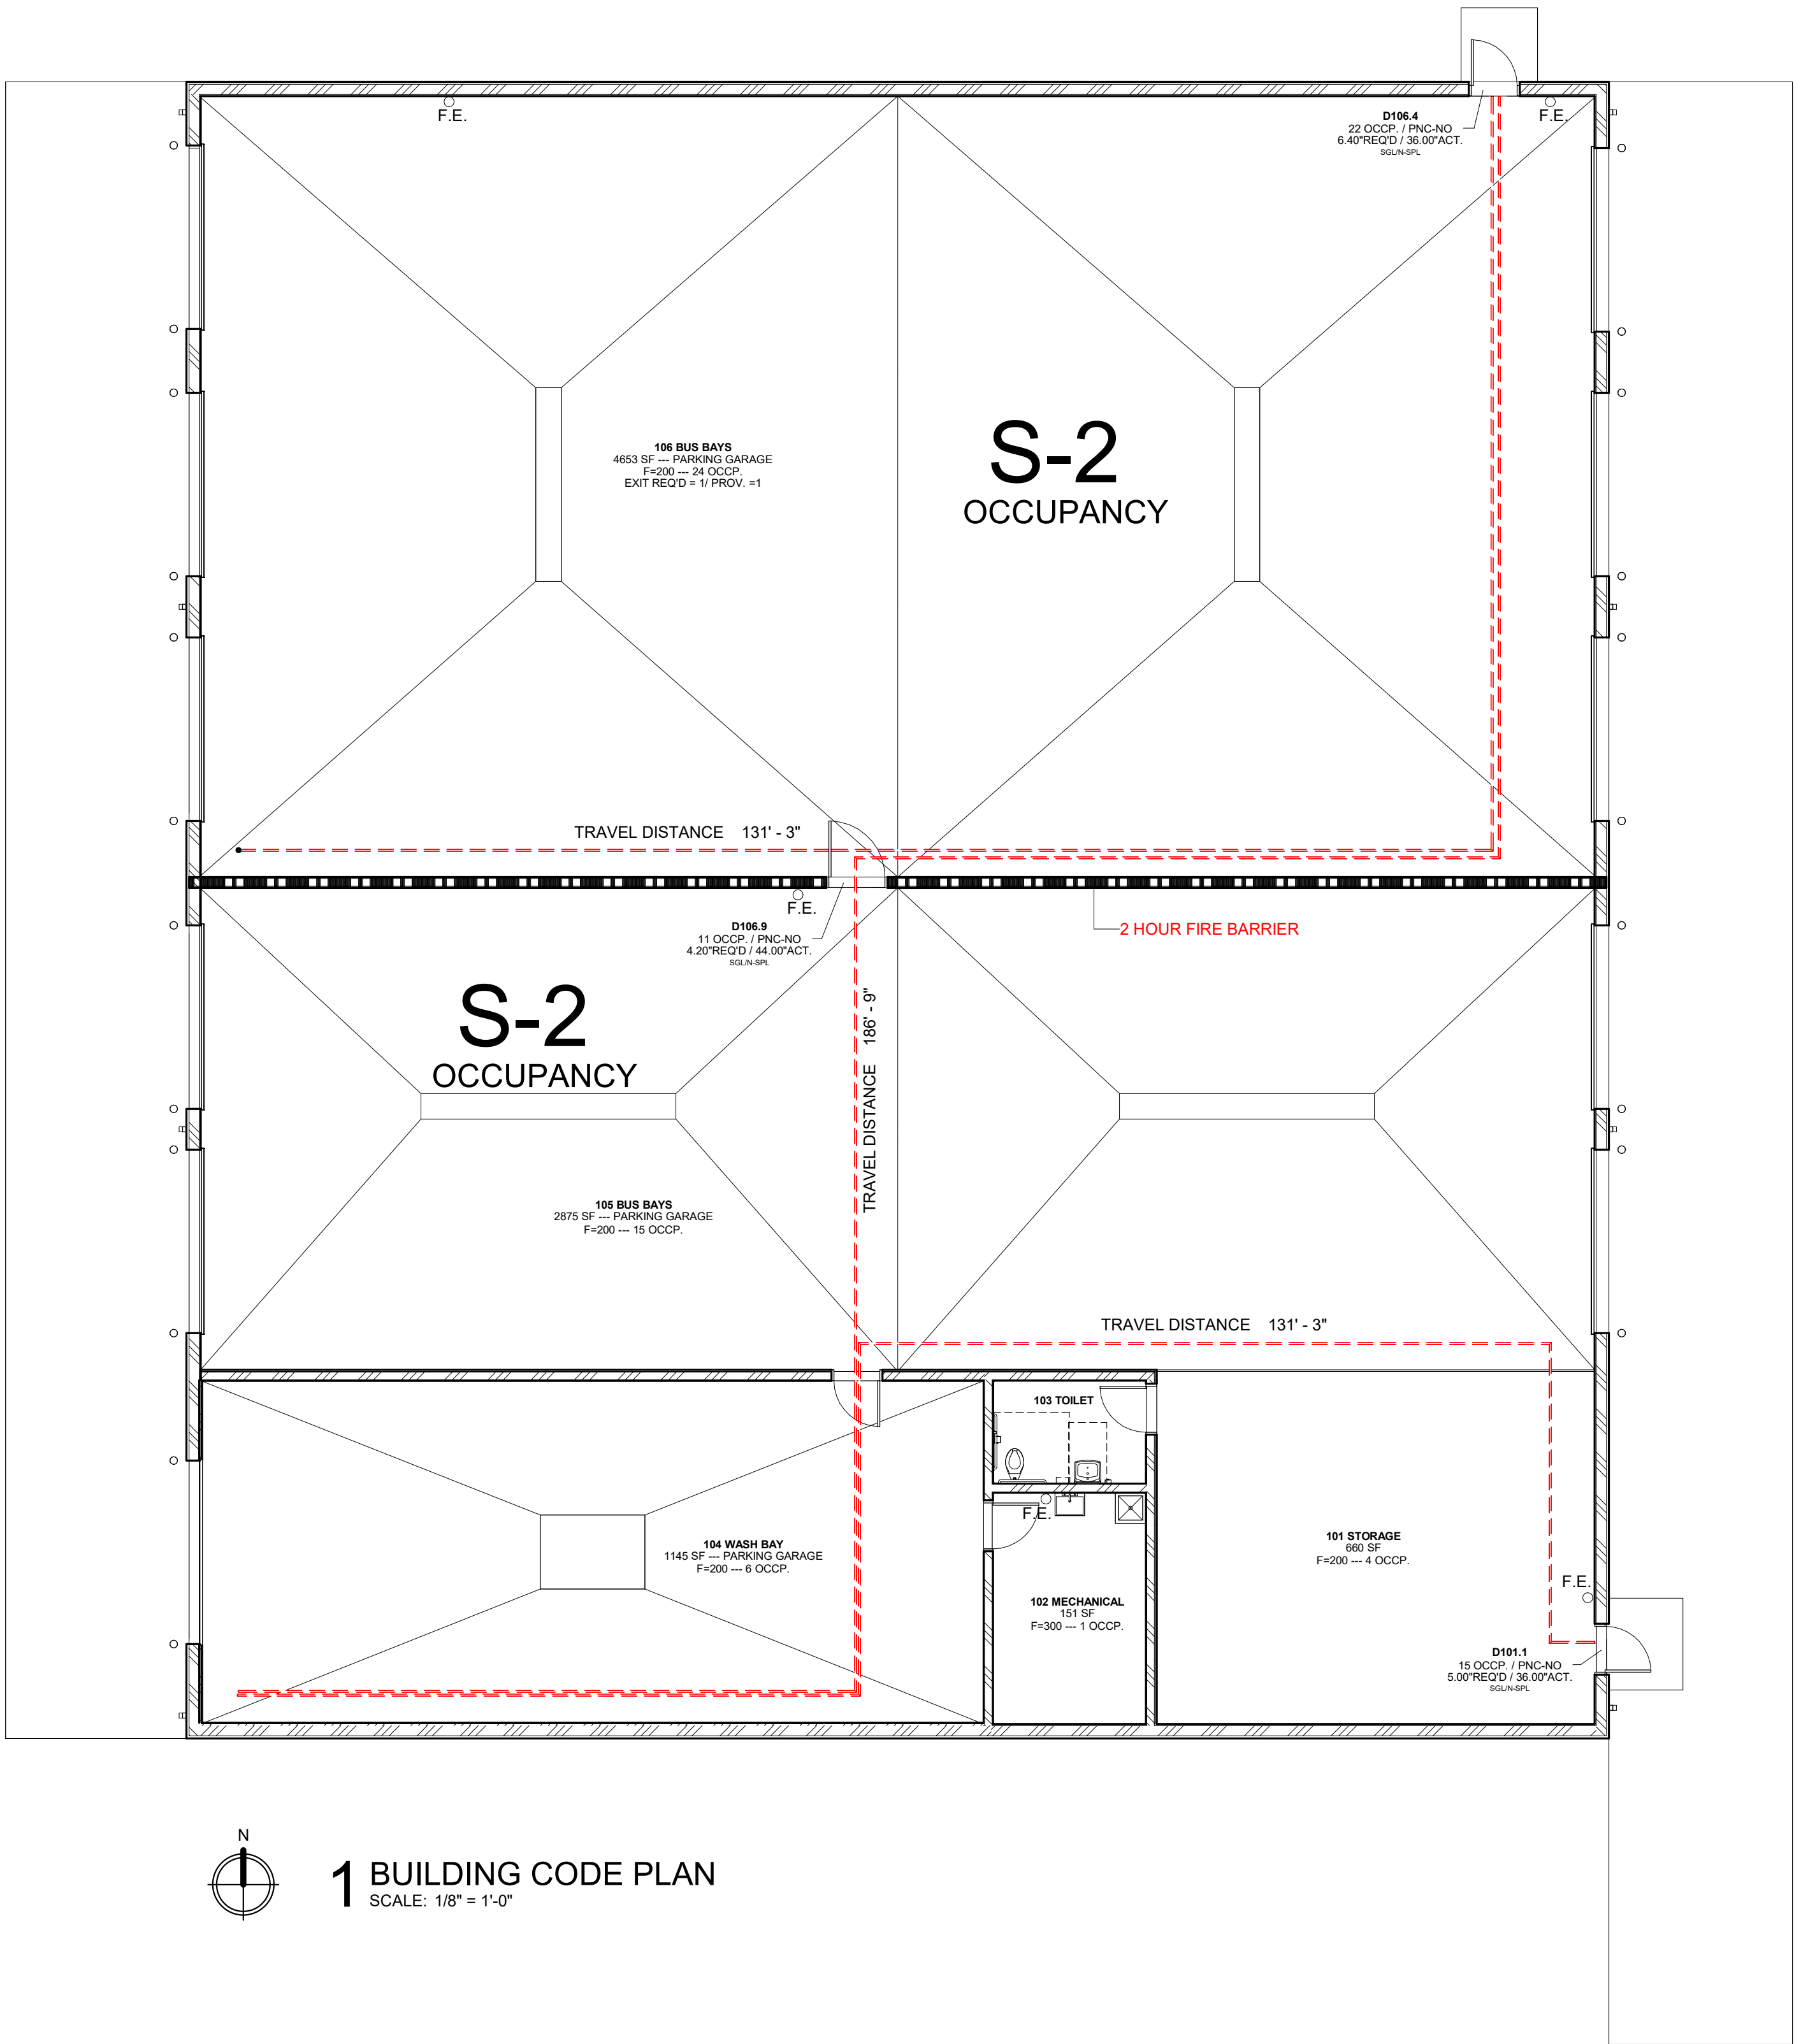 F.E.
D106.4
22 OCCP. / PNC-NO
6.40"REQ'D / 36.00"ACT.
SGL/N-SPL
F.E.
106 BUS BAYS
4653 SF --- PARKING GARAGE
F=200 --- 24 OCCP.
EXIT REQ'D = 1/ PROV. =1
S-2
OCCUPANCY
TRAVEL DISTANCE 131' - 3"
F.E.
D106.9
11 OCCP. / PNC-NO
4.20"REQ'D / 44.00"ACT.
SGL/N-SPL
2 HOUR FIRE BARRIER
S-2
OCCUPANCY
TRAVEL DISTANCE 186' - 9"
105 BUS BAYS
2875 SF --- PARKING GARAGE
F=200 --- 15 OCCP.
TRAVEL DISTANCE 131' - 3"
103 TOILET
F.E.
104 WASH BAY
1145 SF --- PARKING GARAGE
F=200 --- 6 OCCP.
101 STORAGE
660 SF
F=200 --- 4 OCCP.
F.E.
102 MECHANICAL
151 SF
F=300 --- 1 OCCP.
D101.1
15 OCCP. / PNC-NO
5.00"REQ'D / 36.00"ACT.
SGL/N-SPL
N
1 BUILDING CODE PLAN
SCALE: 1/8" = 1'-0"